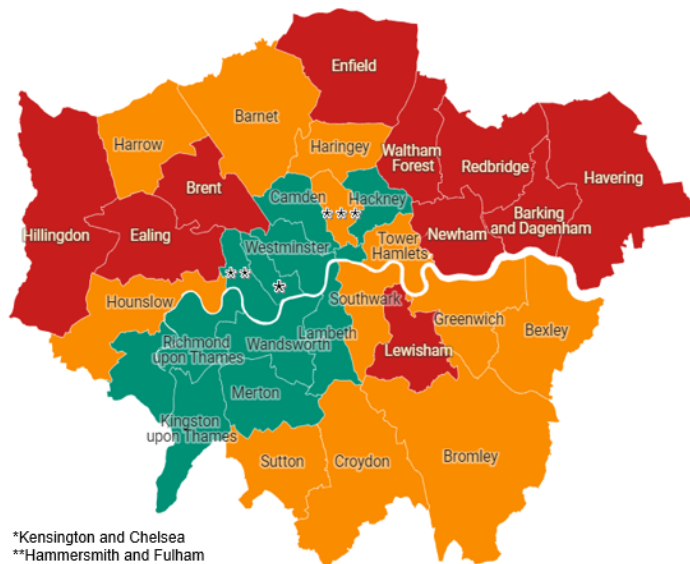 Enfield
Barnet
Harrow
Haringey
Waltham
Forest
Redbridge
Havering
Brent
Camden
Hackney
***
Barking
and Dagenham
Hillingdon
Ealing
Westminster
Newham
Tower
Hamlets
**
*
Hounslow
Southwark
Greenwich
Bexley
Richmond
upon Thames
Wandsworth
Lambeth
Lewisham
Merton
Kingston
upon Thames
Sutton
Croydon
Bromley
*Kensington and Chelsea
**Hammersmith and Fulham